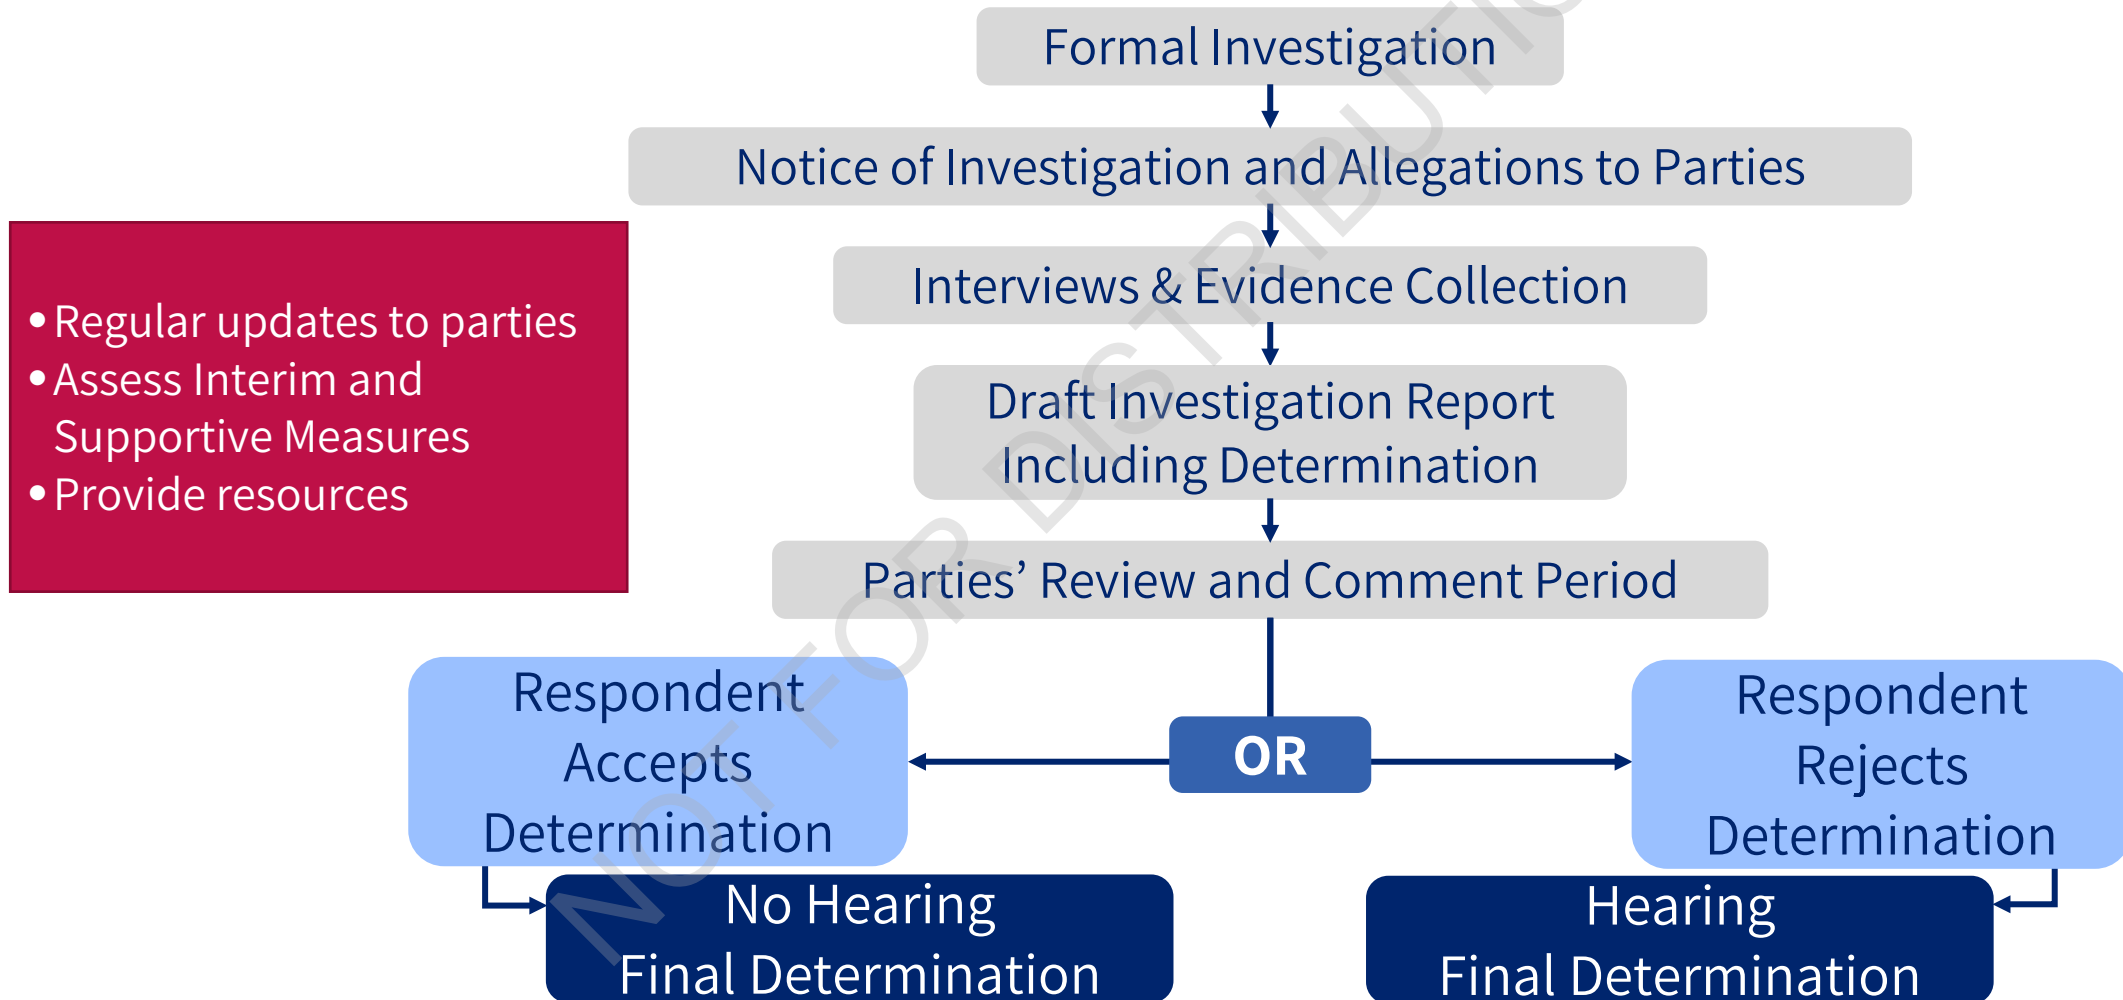 Formal Investigation
Notice of Investigation and Allegations to Parties
Interviews & Evidence Collection
Draft Investigation Report
Including Determination
Parties’ Review and Comment Period
•Regular updates to parties
•Assess Interim and
Supportive Measures
•Provide resources
OR
Respondent
Accepts
Determination
No Hearing
Final Determination
Respondent
Rejects
Determination
Hearing
Final Determination
NOT FOR DISTRIBUTIO